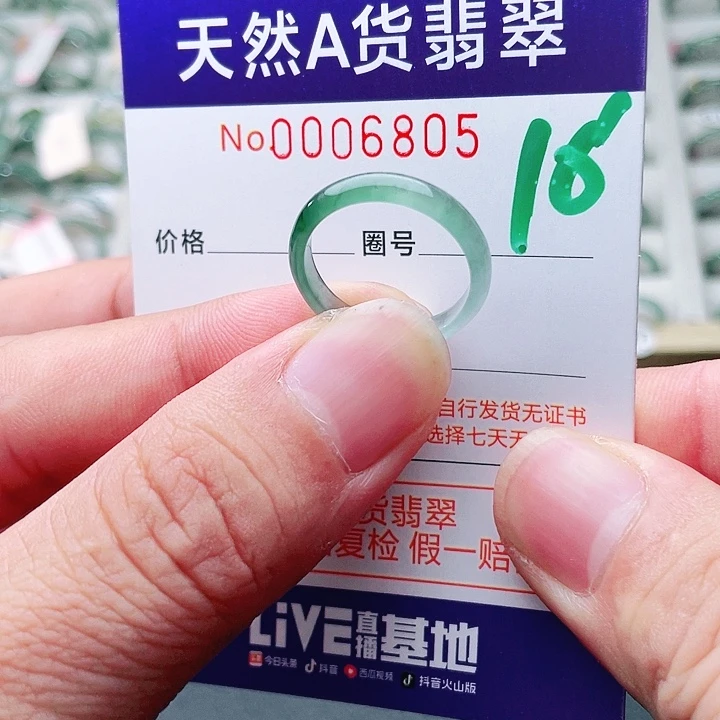 天然A货翡翠
No.0006805
18
价格 圈号
自行发货无证书
选择七天无
货翡翠
复检 假一赔
LiVE直播基地
今日头条 抖音 西瓜视频 抖音火山版